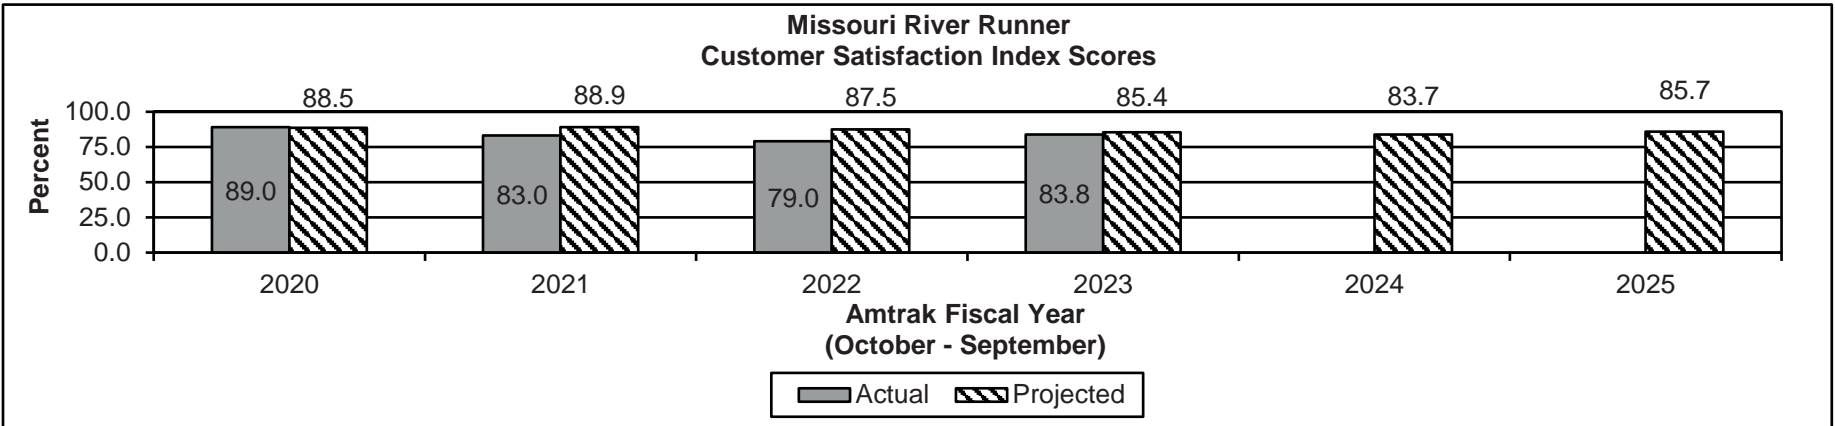 Missouri River Runner
Customer Satisfaction Index Scores
88.5 88.9 87.5 85.4 83.7 85.7
100.0
75.0
50.0
25.0
0.0
Percent
89.0 83.0 79.0 83.8
2020 2021 2022 2023 2024 2025
Amtrak Fiscal Year
(October - September)
Actual Projected